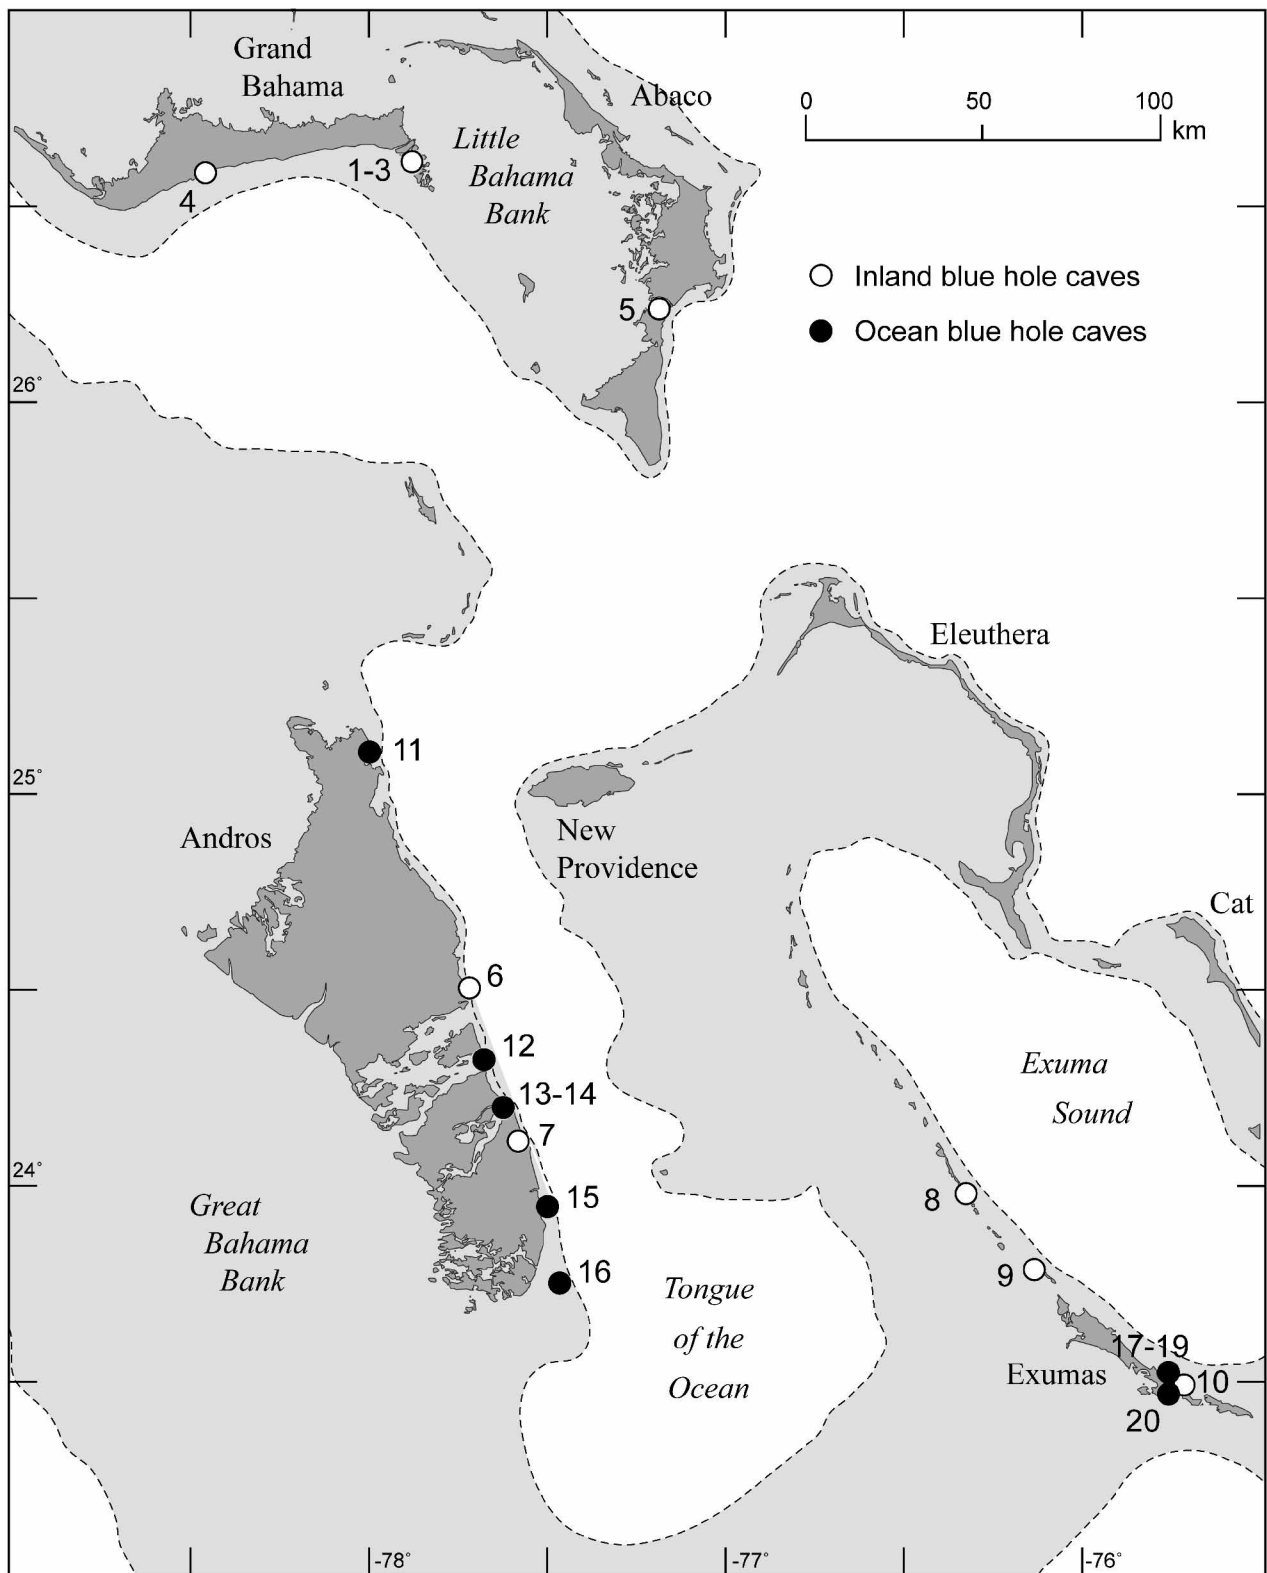 Grand
Bahama
Abaco
0 50 100
km
Little
Bahama
Bank
1-3
4
5
Inland blue hole caves
Ocean blue hole caves
26°
Eleuthera
11
25°
New
Providence
Andros
Cat
6
12
Exuma
Sound
13-14
7
24°
8
15
Great
Bahama
Bank
16
9
Tongue
of the
Ocean
17-19
Exumas
10
20
-78°
-77°
-76°